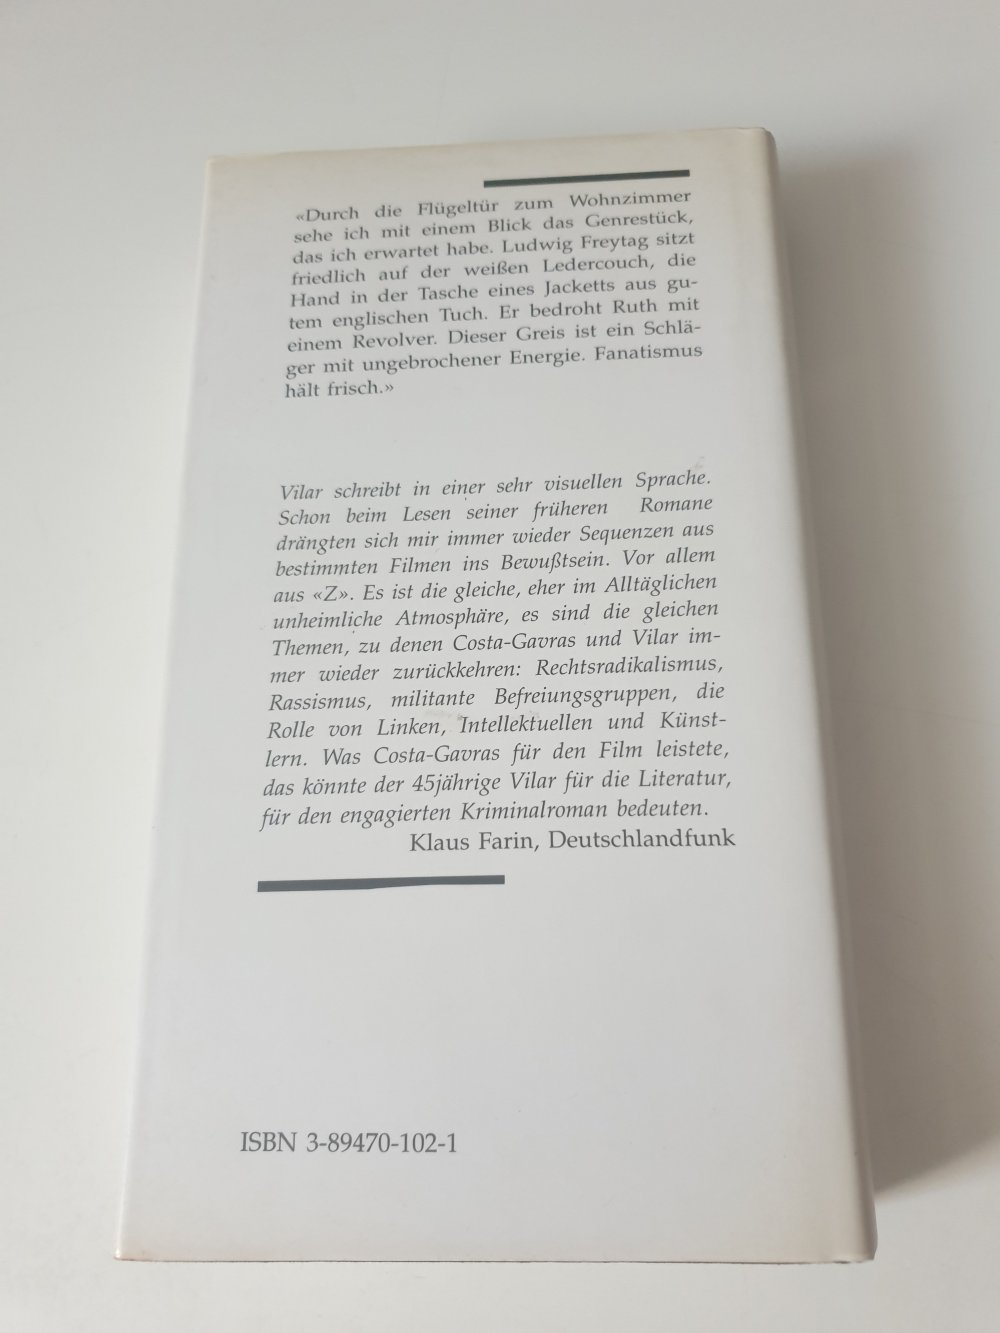 «Durch die Flügeltür zum Wohnzimmer
sehe ich mit einem Blick das Genrestück,
das ich erwartet habe. Ludwig Freytag sitzt
friedlich auf der weißen Ledercouch, die
Hand in der Tasche eines Jacketts aus gu-
tem englischen Tuch. Er bedroht Ruth mit
einem Revolver. Dieser Greis ist ein Schlä-
ger mit ungebrochener Energie. Fanatismus
hält frisch.»
Vilar schreibt in einer sehr visuellen Sprache.
Schon beim Lesen seiner früheren Romane
drängten sich mir immer wieder Sequenzen aus
bestimmten Filmen ins Bewußtsein. Vor allem
aus «Z». Es ist die gleiche, eher im Alltäglichen
unheimliche Atmosphäre, es sind die gleichen
Themen, zu denen Costa-Gavras und Vilar im-
mer wieder zurückkehren: Rechtsradikalismus,
Rassismus, militante Befreiungsgruppen, die
Rolle von Linken, Intellektuellen und Künst-
lern. Was Costa-Gavras für den Film leistete,
das könnte der 45jährige Vilar für die Literatur,
für den engagierten Kriminalroman bedeuten.
Klaus Farin, Deutschlandfunk
ISBN 3-89470-102-1